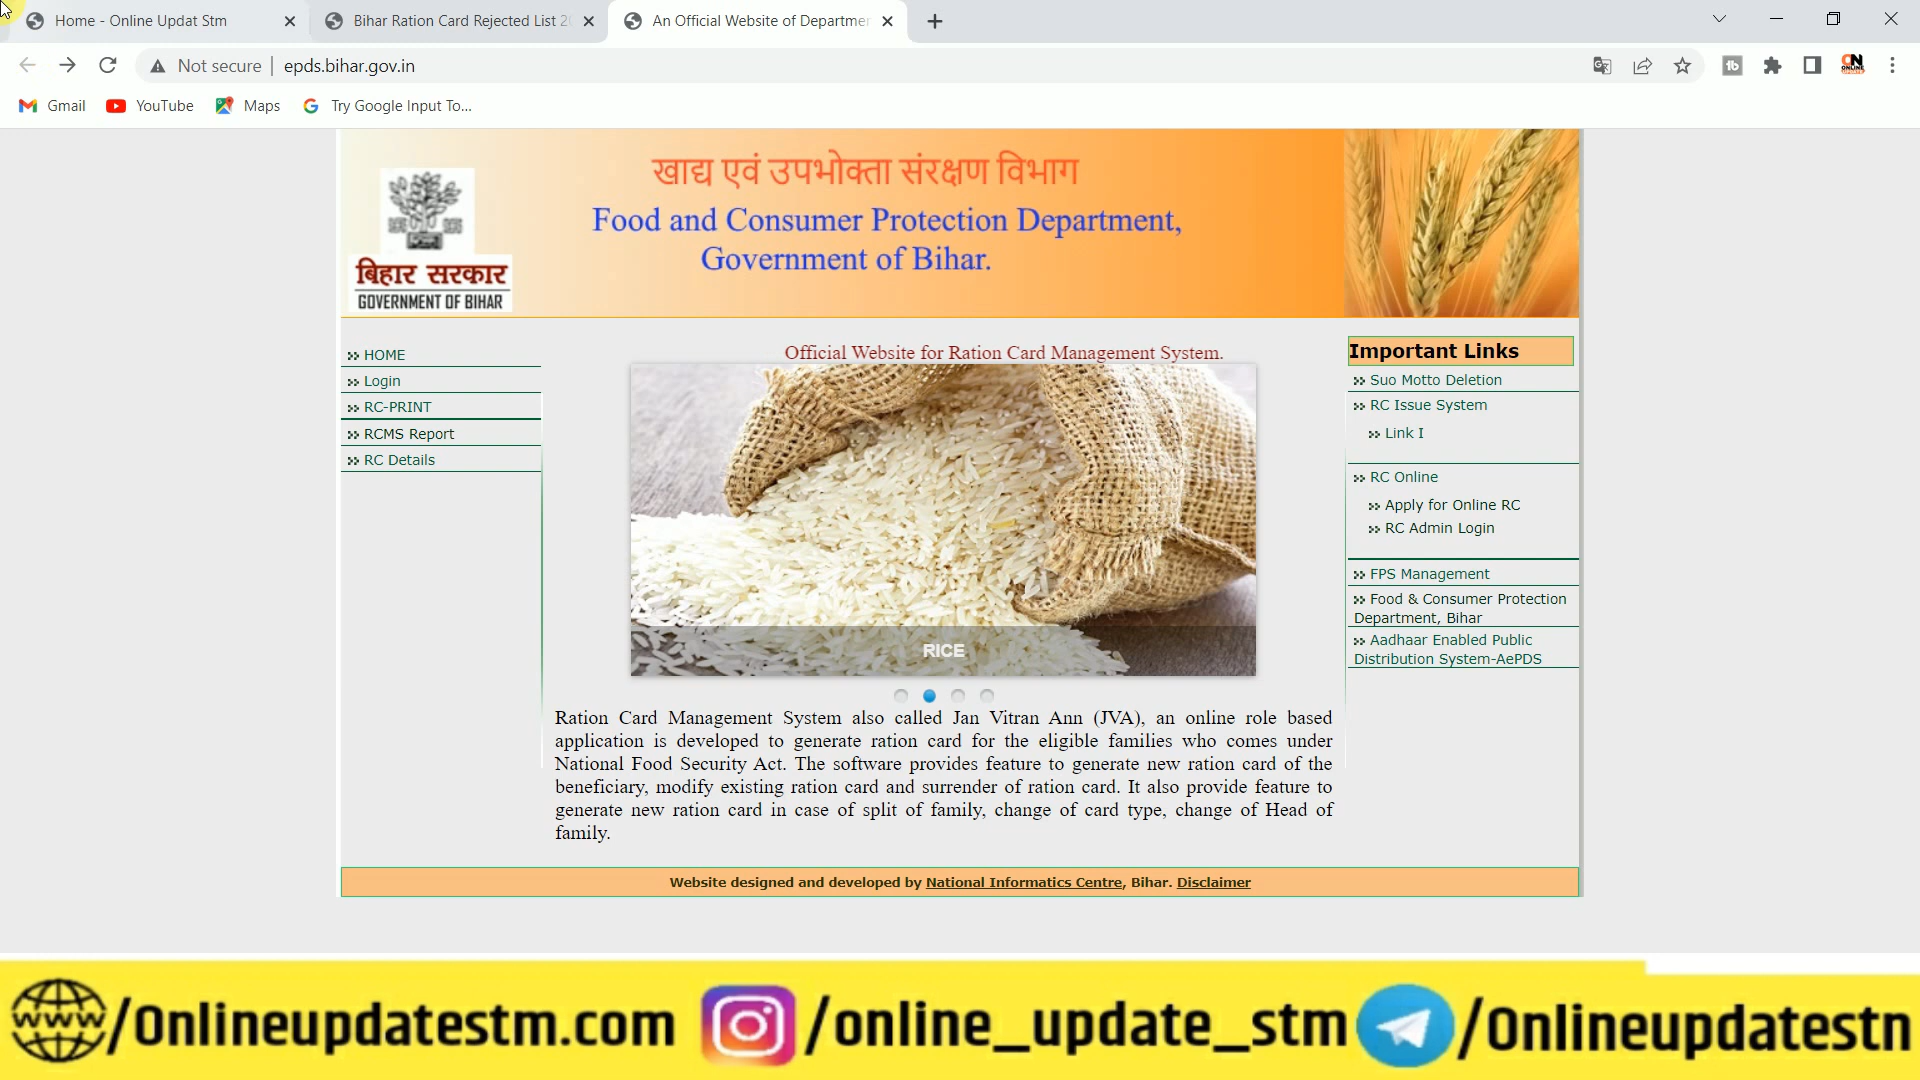 Home - Online Updat Stm
Bihar Ration Card Rejected List 2
An Official Website of Departmen
Not secure
epds.bihar.gov.in
Gmail
YouTube
Maps
Try Google Input To...
खाद्य एवं उपभोक्ता संरक्षण विभाग
Food and Consumer Protection Department,
Government of Bihar.
बिहार सरकार
GOVERNMENT OF BIHAR
HOME
Login
RC-PRINT
RCMS Report
RC Details
Official Website for Ration Card Management System.
RICE
Ration Card Management System also called Jan Vitran Ann (JVA), an online role based
application is developed to generate ration card for the eligible families who comes under
National Food Security Act. The software provides feature to generate new ration card of the
beneficiary, modify existing ration card and surrender of ration card. It also provide feature to
generate new ration card in case of split of family, change of card type, change of Head of
family.
Important Links
Suo Motto Deletion
RC Issue System
Link I
RC Online
Apply for Online RC
RC Admin Login
FPS Management
Food & Consumer Protection
Department, Bihar
Aadhaar Enabled Public
Distribution System-AePDS
Website designed and developed by National Informatics Centre, Bihar. Disclaimer
www/Onlineupdatestm.com
/online_update_stm
/Onlineupdatestn